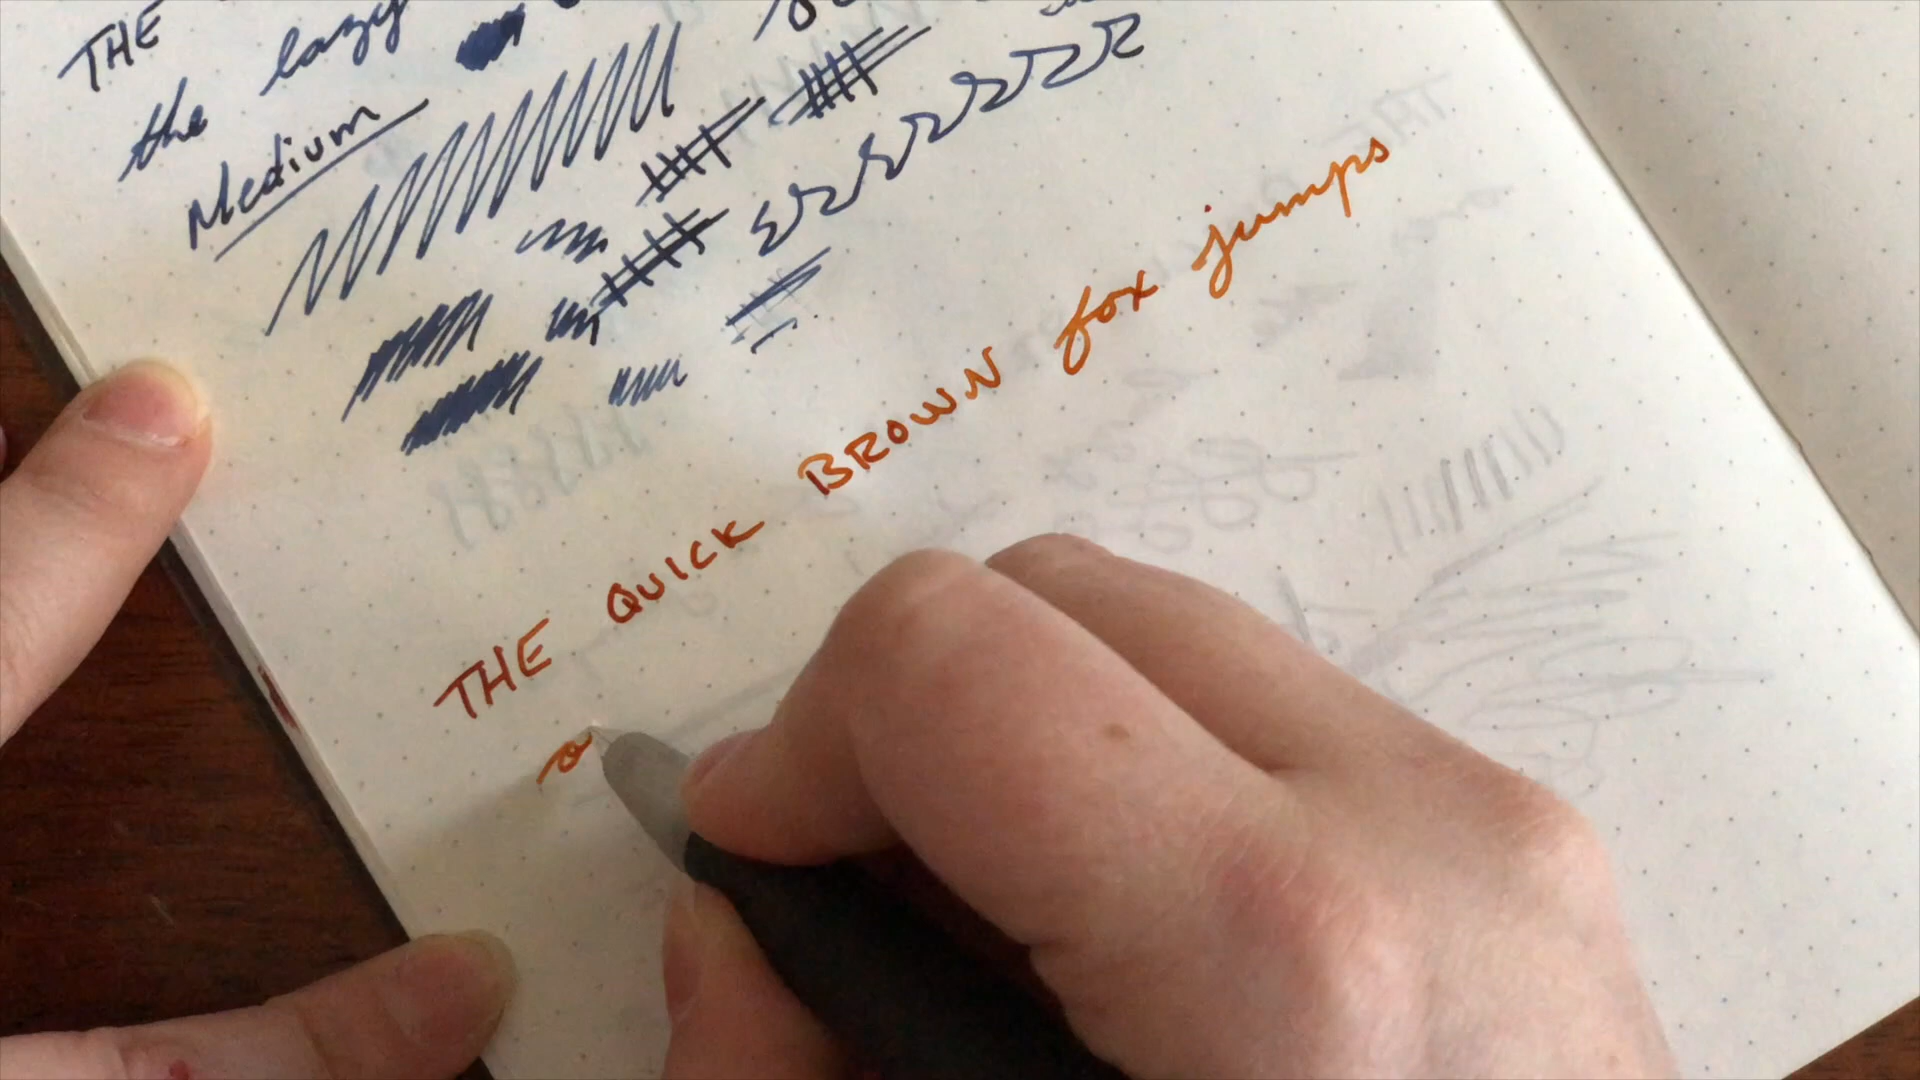 THE
the lazy
Medium
THE QUICK BROWN fox jumps
o